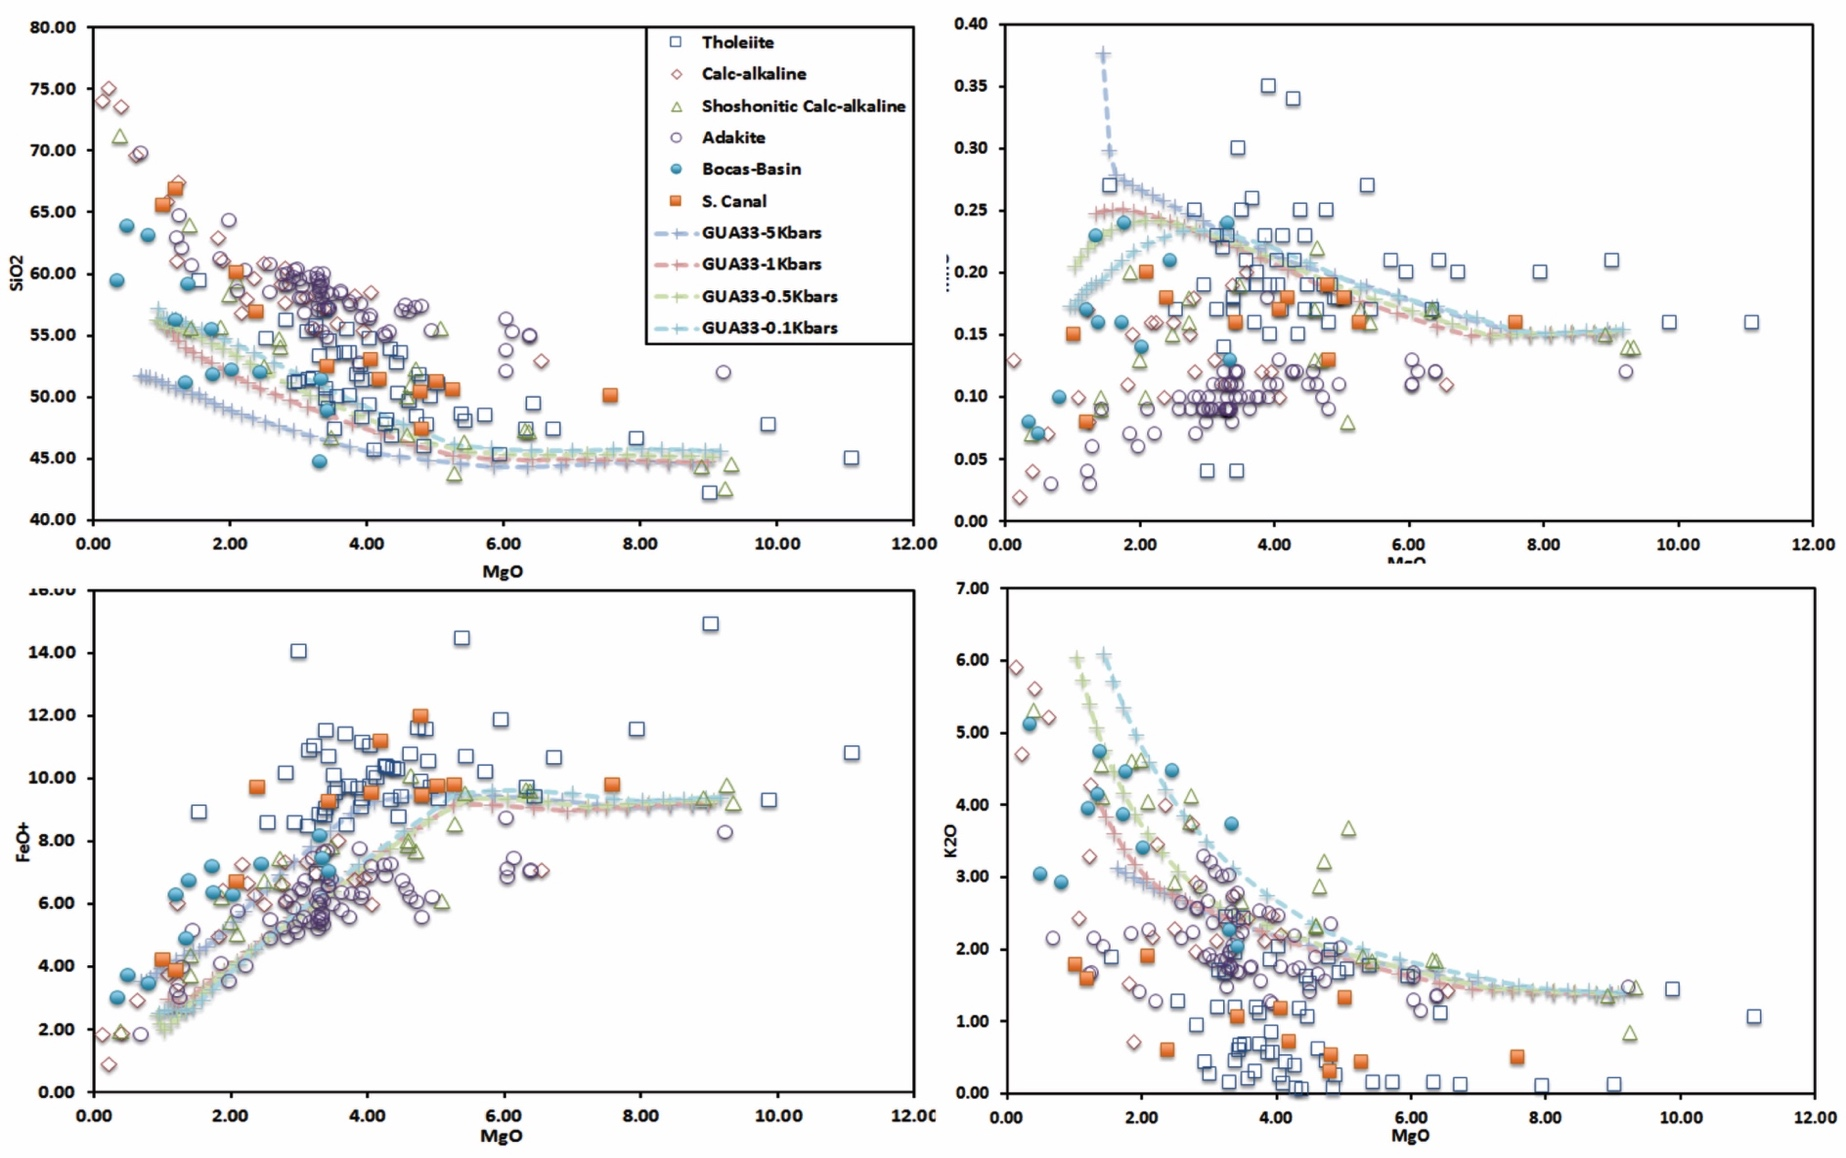 80.00
75.00
70.00
65.00
60.00
55.00
50.00
45.00
40.00
SiO2
0.00 2.00 4.00 6.00 8.00 10.00 12.00
MgO
Tholeiite
Calc-alkaline
Shoshonitic Calc-alkaline
Adakite
Bocas-Basin
S. Canal
GUA33-5Kbars
GUA33-1Kbars
GUA33-0.5Kbars
GUA33-0.1Kbars
0.40
0.35
0.30
0.25
0.20
0.15
0.10
0.05
0.00
0.00 2.00 4.00 6.00 8.00 10.00 12.00
MgO
16.00
14.00
12.00
10.00
8.00
6.00
4.00
2.00
0.00
FeO+
0.00 2.00 4.00 6.00 8.00 10.00 12.00
MgO
7.00
6.00
5.00
4.00
3.00
2.00
1.00
0.00
K2O
0.00 2.00 4.00 6.00 8.00 10.00 12.00
MgO